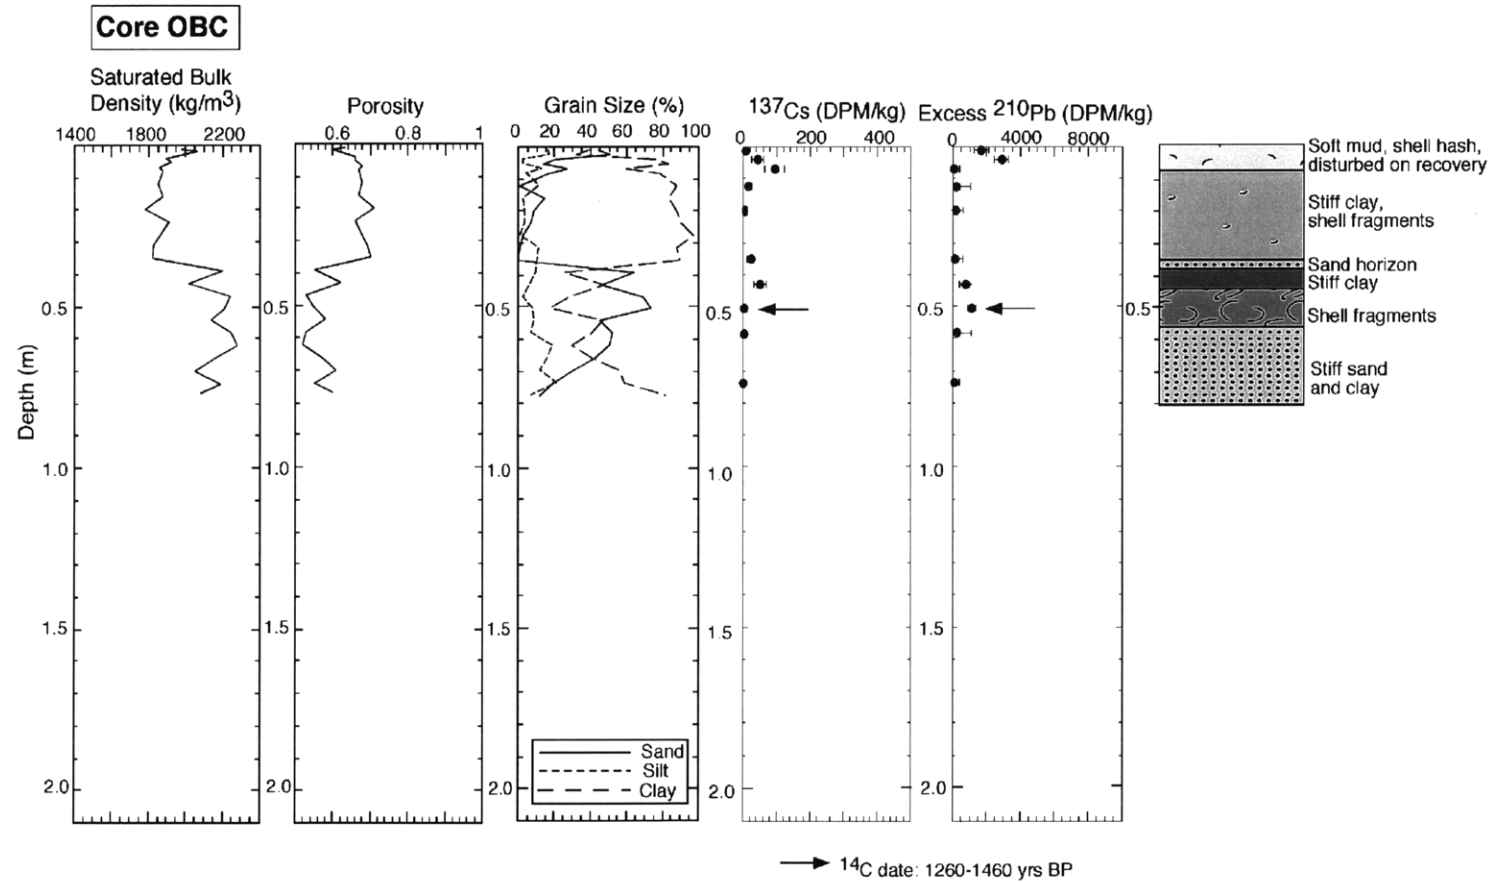 Core OBC
Saturated Bulk
Density (kg/m3)
1400 1800 2200
Porosity
0.6 0.8 1
Grain Size (%)
0 20 40 60 80 100
137Cs (DPM/kg)
0 200 400
Excess 210Pb (DPM/kg)
0 4000 8000
Depth (m)
0.5 0.5 0.5 0.5 0.5 0.5
1.0 1.0 1.0 1.0 1.0
1.5 1.5 1.5 1.5 1.5
2.0 2.0 2.0 2.0 2.0
Sand
Silt
Clay
Soft mud, shell hash,
disturbed on recovery
Stiff clay,
shell fragments
Sand horizon
Stiff clay
Shell fragments
Stiff sand
and clay
14C date: 1260-1460 yrs BP